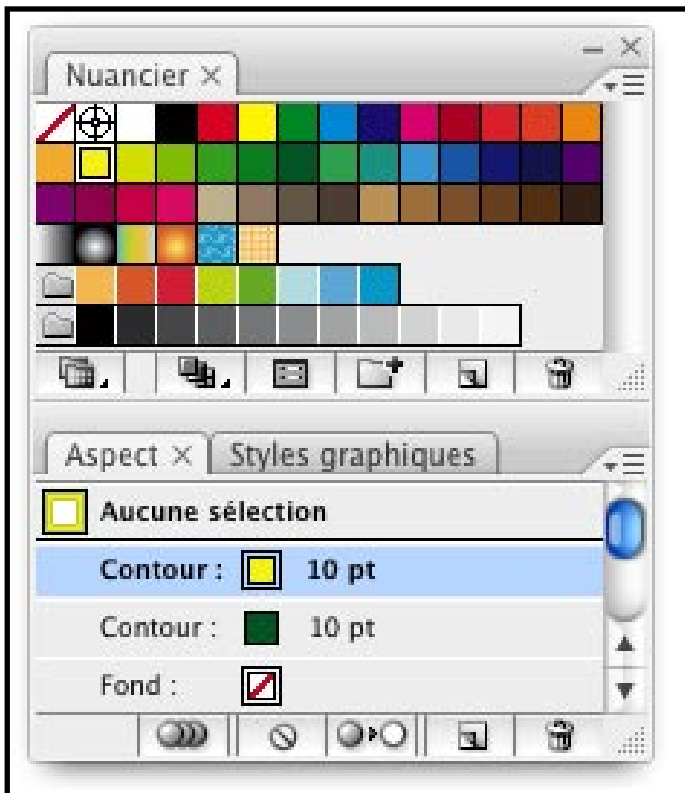 Nuancier
Aspect Styles graphiques
Aucune sélection
Contour : 10 pt
Contour : 10 pt
Fond :